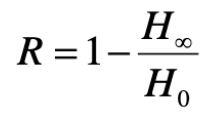 R = 1 - H∞ / H0